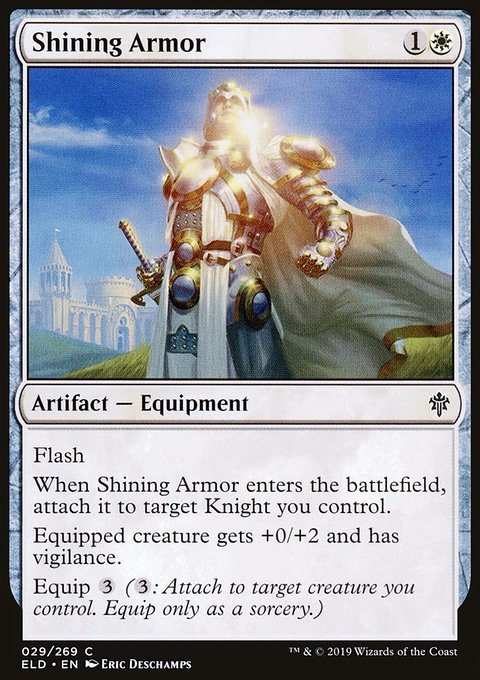 Shining Armor 1
Artifact — Equipment
Flash
When Shining Armor enters the battlefield,
attach it to target Knight you control.
Equipped creature gets +0/+2 and has
vigilance.
Equip 3 (3: Attach to target creature you
control. Equip only as a sorcery.)
029/269 C
ELD • EN Eric Deschamps
™ & © 2019 Wizards of the Coast